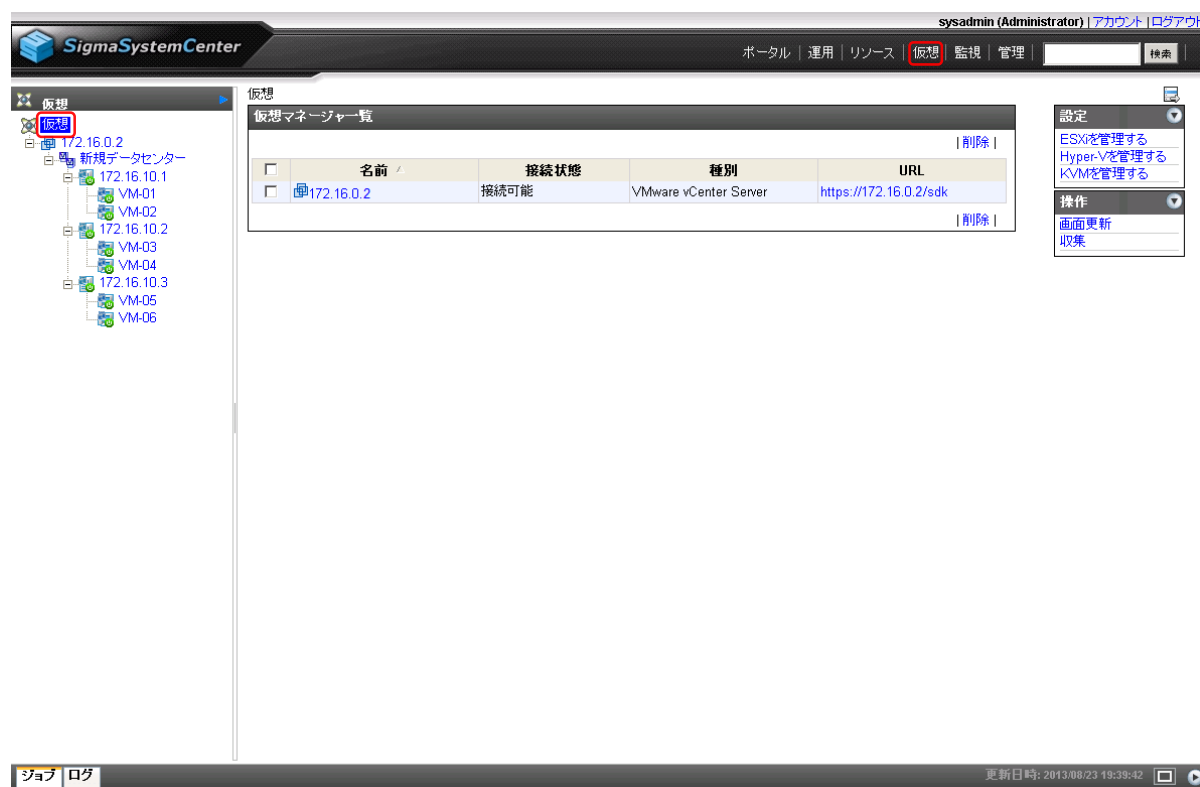 sysadmin (Administrator) | アカウント | ログアウト
SigmaSystemCenter
ポータル | 運用 | リソース | 仮想 | 監視 | 管理 | 検索 |
仮想
仮想
172.16.0.2
新規データセンター
172.16.10.1
VM-01
VM-02
172.16.10.2
VM-03
VM-04
172.16.10.3
VM-05
VM-06
仮想
仮想マネージャ一覧
| 削除 |
名前 接続状態 種別 URL
172.16.0.2 接続可能 VMware vCenter Server https://172.16.0.2/sdk
| 削除 |
設定
ESXiを管理する
Hyper-Vを管理する
KVMを管理する
操作
画面更新
収集
ジョブ ログ
更新日時: 2013/08/23 19:39:42